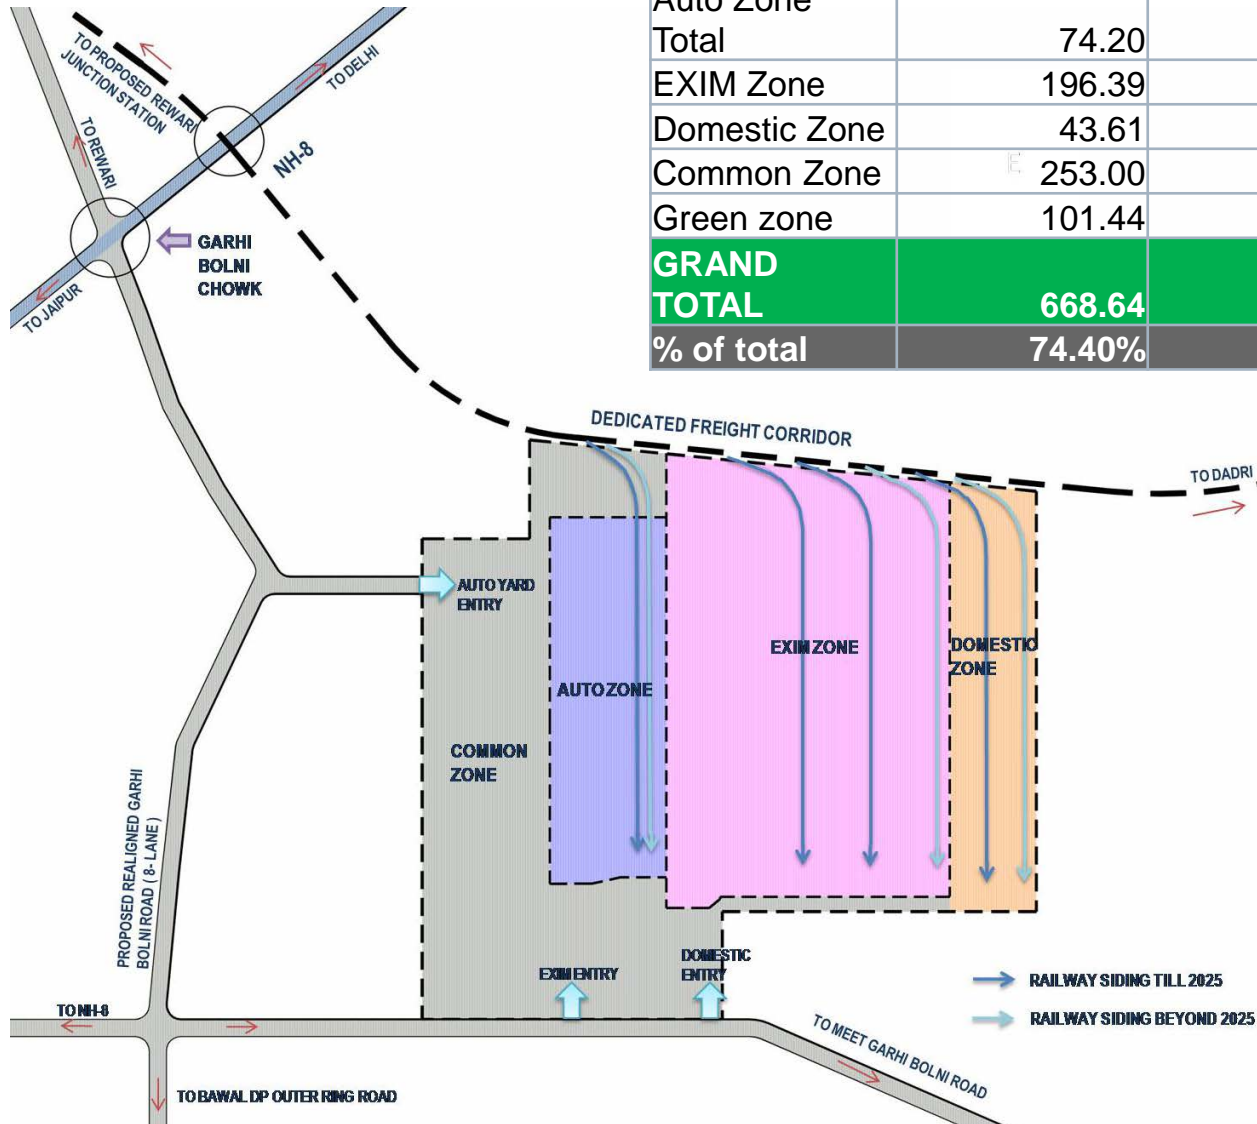 Auto Zone
Total 74.20
EXIM Zone 196.39
Domestic Zone 43.61
Common Zone E 253.00
Green zone 101.44
GRAND
TOTAL 668.64
% of total 74.40%
TO PROPOSED REWARI
JUNCTION STATION
TO DELHI
TO REWARI
NH-8
GARHI
BOLNI
CHOWK
TO JAIPUR
DEDICATED FREIGHT CORRIDOR
TO DADRI
AUTO YARD
ENTRY
EXIM ZONE
DOMESTIC
ZONE
AUTO ZONE
COMMON
ZONE
PROPOSED REALIGNED GARHI
BOLNI ROAD ( 8- LANE )
EXIM ENTRY
DOMESTIC
ENTRY
RAILWAY SIDING TILL 2025
RAILWAY SIDING BEYOND 2025
TO NH-8
TO MEET GARHI BOLNI ROAD
TO BAWAL DP OUTER RING ROAD